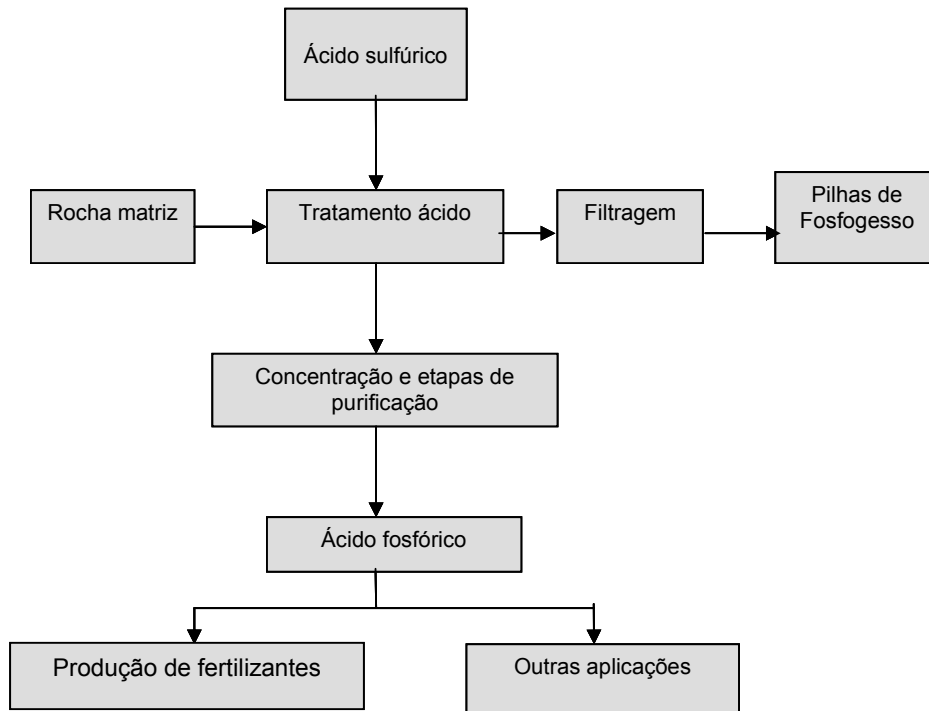 Ácido sulfúrico
Rocha matriz
Tratamento ácido
Filtragem
Pilhas de
Fosfogesso
Concentração e etapas de
purificação
Ácido fosfórico
Produção de fertilizantes
Outras aplicações